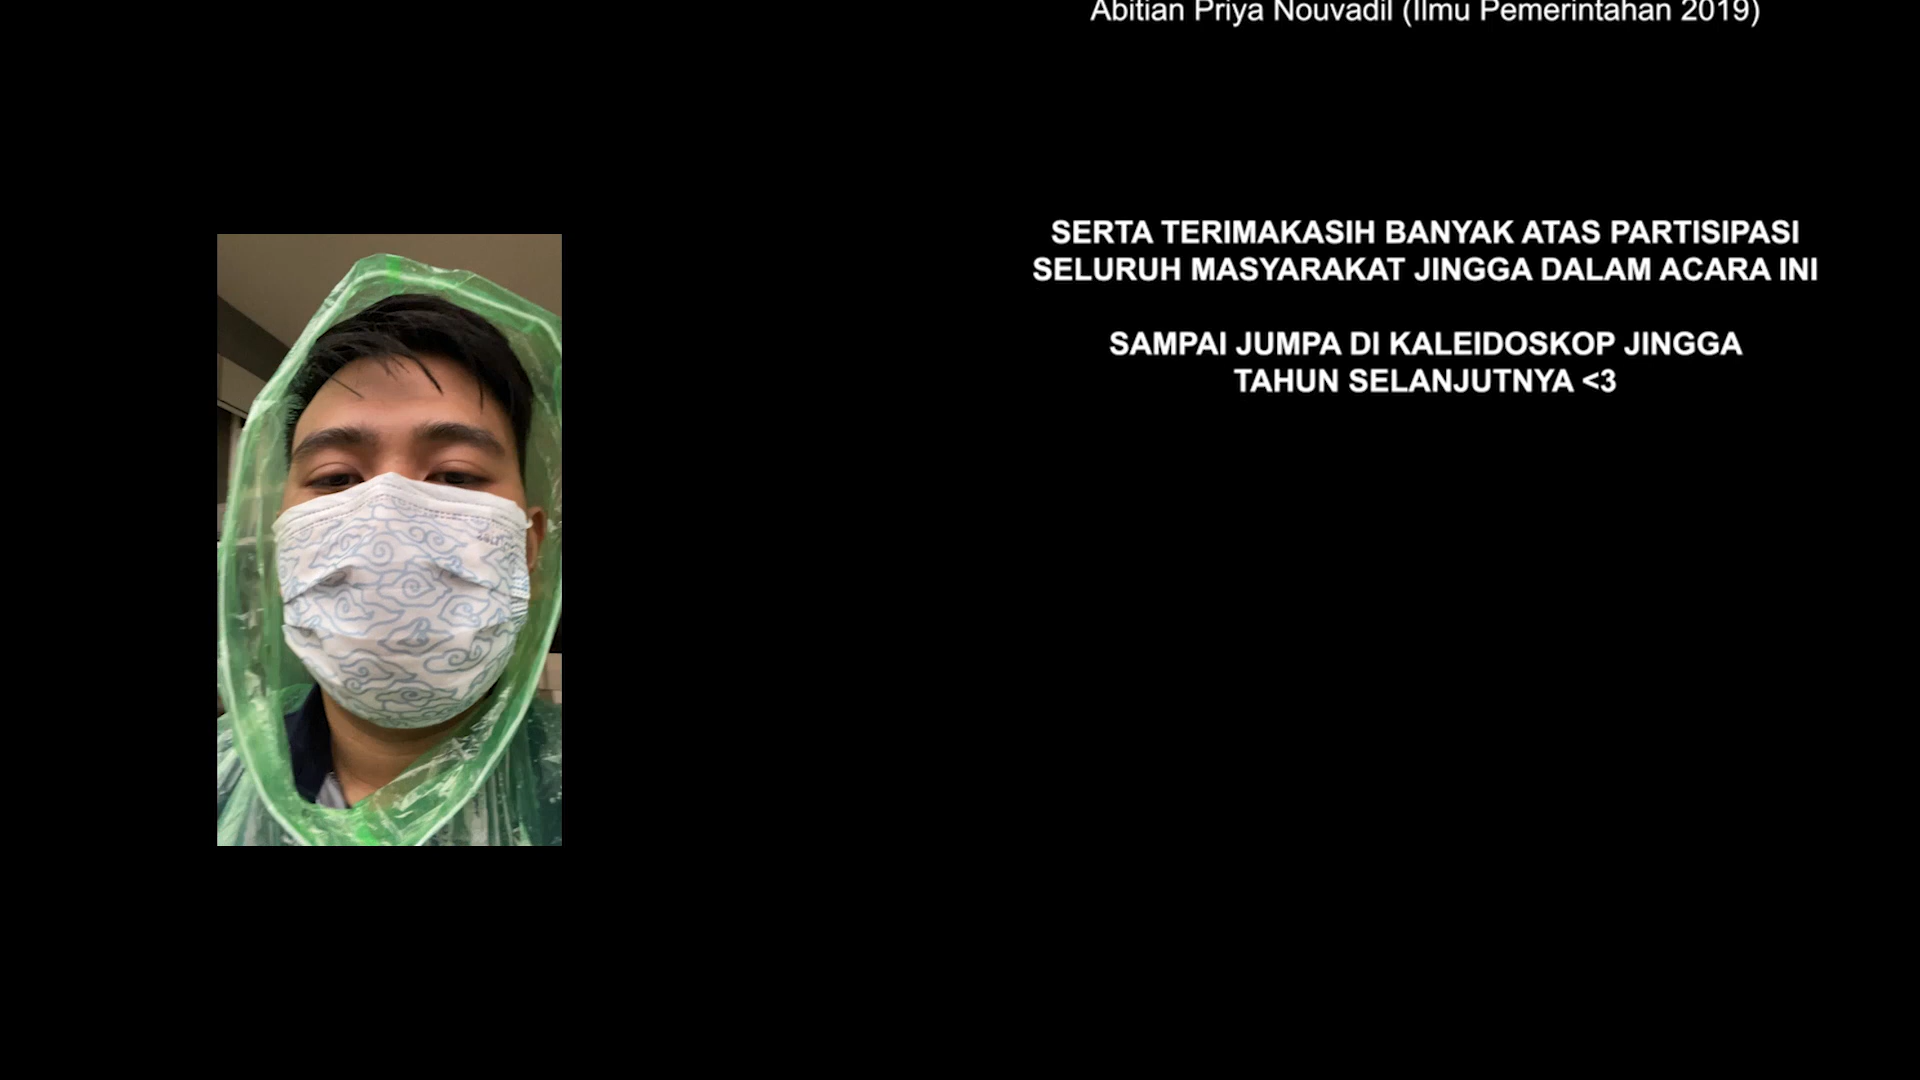 Abitian Priya Nouvadil (Ilmu Pemerintahan 2019)
SERTA TERIMAKASIH BANYAK ATAS PARTISIPASI
SELURUH MASYARAKAT JINGGA DALAM ACARA INI
SAMPAI JUMPA DI KALEIDOSKOP JINGGA
TAHUN SELANJUTNYA <3